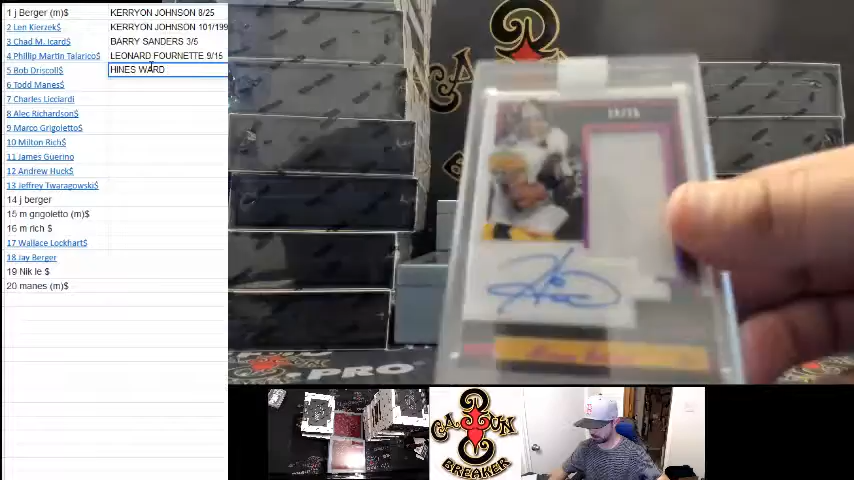 1 j Berger (m)$ KERRYON JOHNSON 8/25
2 Len Kierzek$ KERRYON JOHNSON 101/199
3 Chad M. Icard$ BARRY SANDERS 3/5
4 Phillip Martin Talarico$ LEONARD FOURNETTE 9/15
5 Bob Driscoll$ HINES WARD
6 Todd Manes$
7 Charles Licciardi
8 Alec Richardson$
9 Marco Grigoletto$
10 Milton Rich$
11 James Guerino
12 Andrew Huck$
13 Jeffrey Twaragowski$
14 j berger
15 m grigoletto (m)$
16 m rich $
17 Wallace Lockhart$
18 Jay Berger
19 Nik le $
20 manes (m)$
PRO
CAJUN
BREAKER